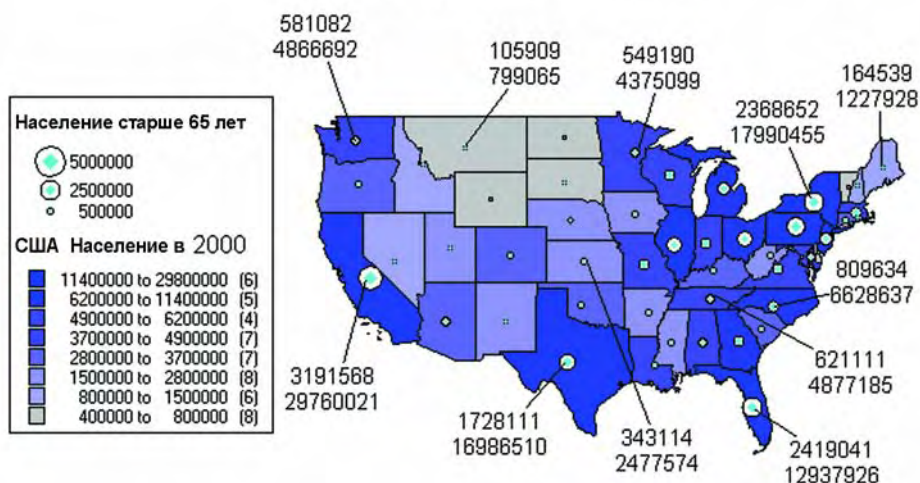 581082
4866692
105909
799065
549190
4375099
164539
1227928
2368652
17990455
Население старше 65 лет
5000000
2500000
500000
США Население в 2000
11400000 to 29800000 (6)
6200000 to 11400000 (5)
4900000 to 6200000 (4)
3700000 to 4900000 (7)
2800000 to 3700000 (7)
1500000 to 2800000 (8)
800000 to 1500000 (6)
400000 to 800000 (8)
809634
6628637
621111
4877185
3191568
29760021
1728111
16986510
343114
2477574
2419041
12937926